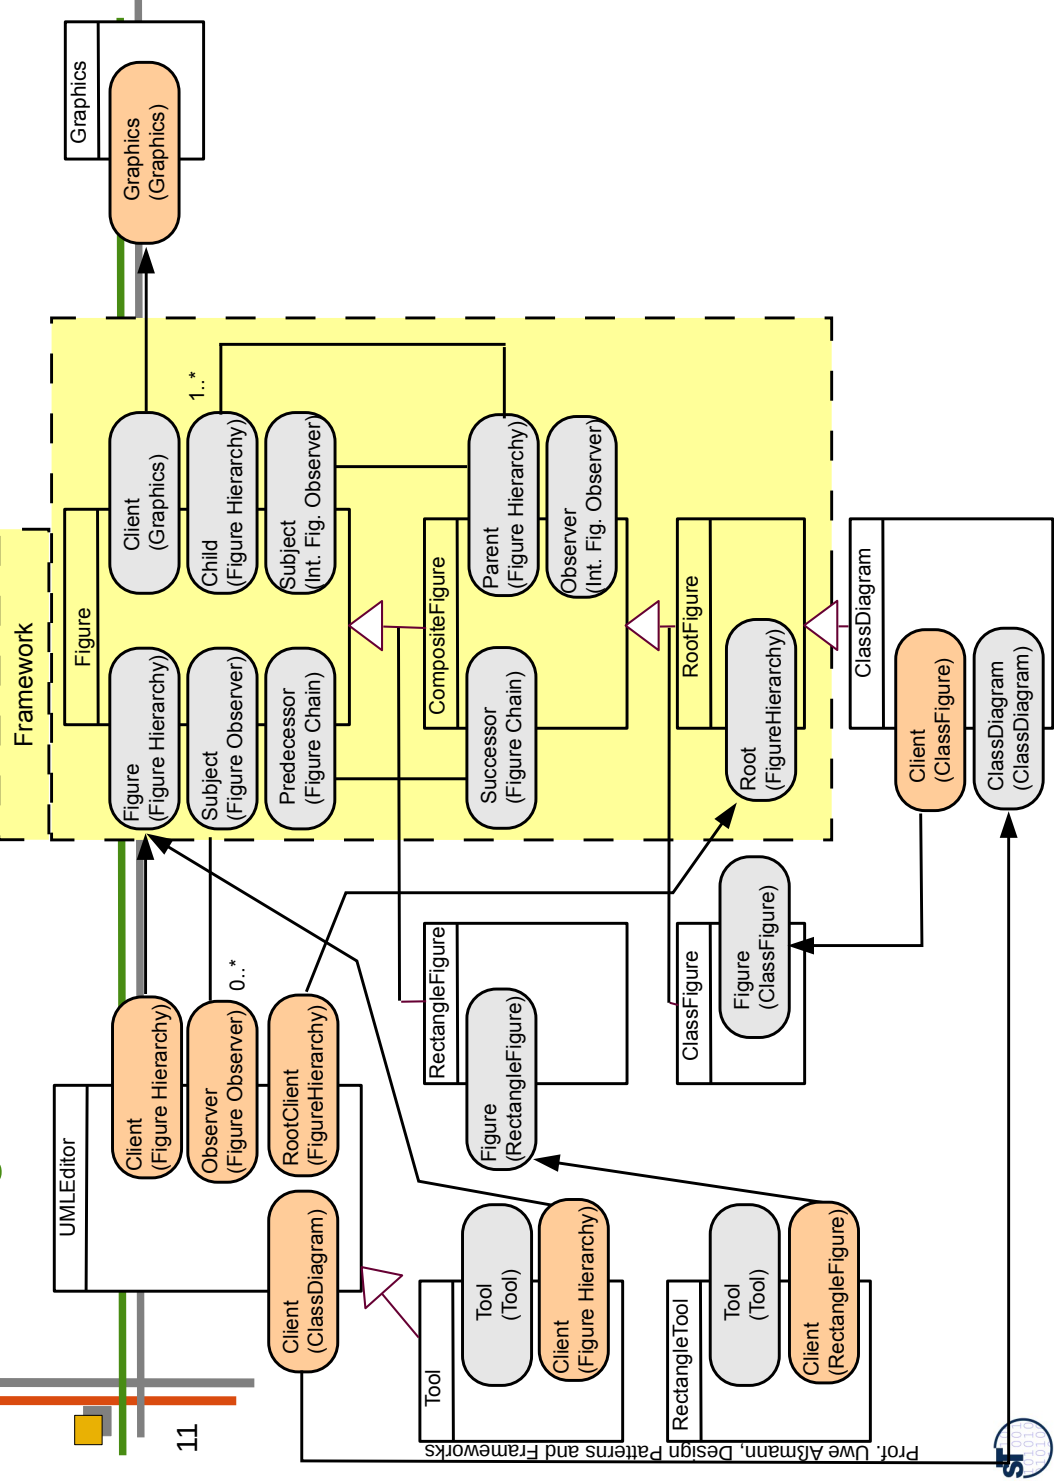 Framework
UMLEditor
Client
(Figure Hierarchy)
Observer
(Figure Observer)
RootClient
(FigureHierarchy)
Client
(ClassDiagram)
0..*
Figure
Figure
(Figure Hierarchy)
Subject
(Figure Observer)
Predecessor
(Figure Chain)
Client
(Graphics)
Child
(Figure Hierarchy)
Subject
(Int. Fig. Observer)
1..*
Graphics
Graphics
(Graphics)
Tool
Tool
(Tool)
Client
(Figure Hierarchy)
RectangleFigure
Figure
(RectangleFigure)
CompositeFigure
Successor
(Figure Chain)
Parent
(Figure Hierarchy)
Observer
(Int. Fig. Observer)
RectangleTool
Tool
(Tool)
Client
(RectangleFigure)
ClassFigure
Figure
(ClassFigure)
RootFigure
Root
(FigureHierarchy)
ClassDiagram
Client
(ClassFigure)
ClassDiagram
(ClassDiagram)
11
Prof. Uwe Aßmann, Design Patterns and Frameworks
ST